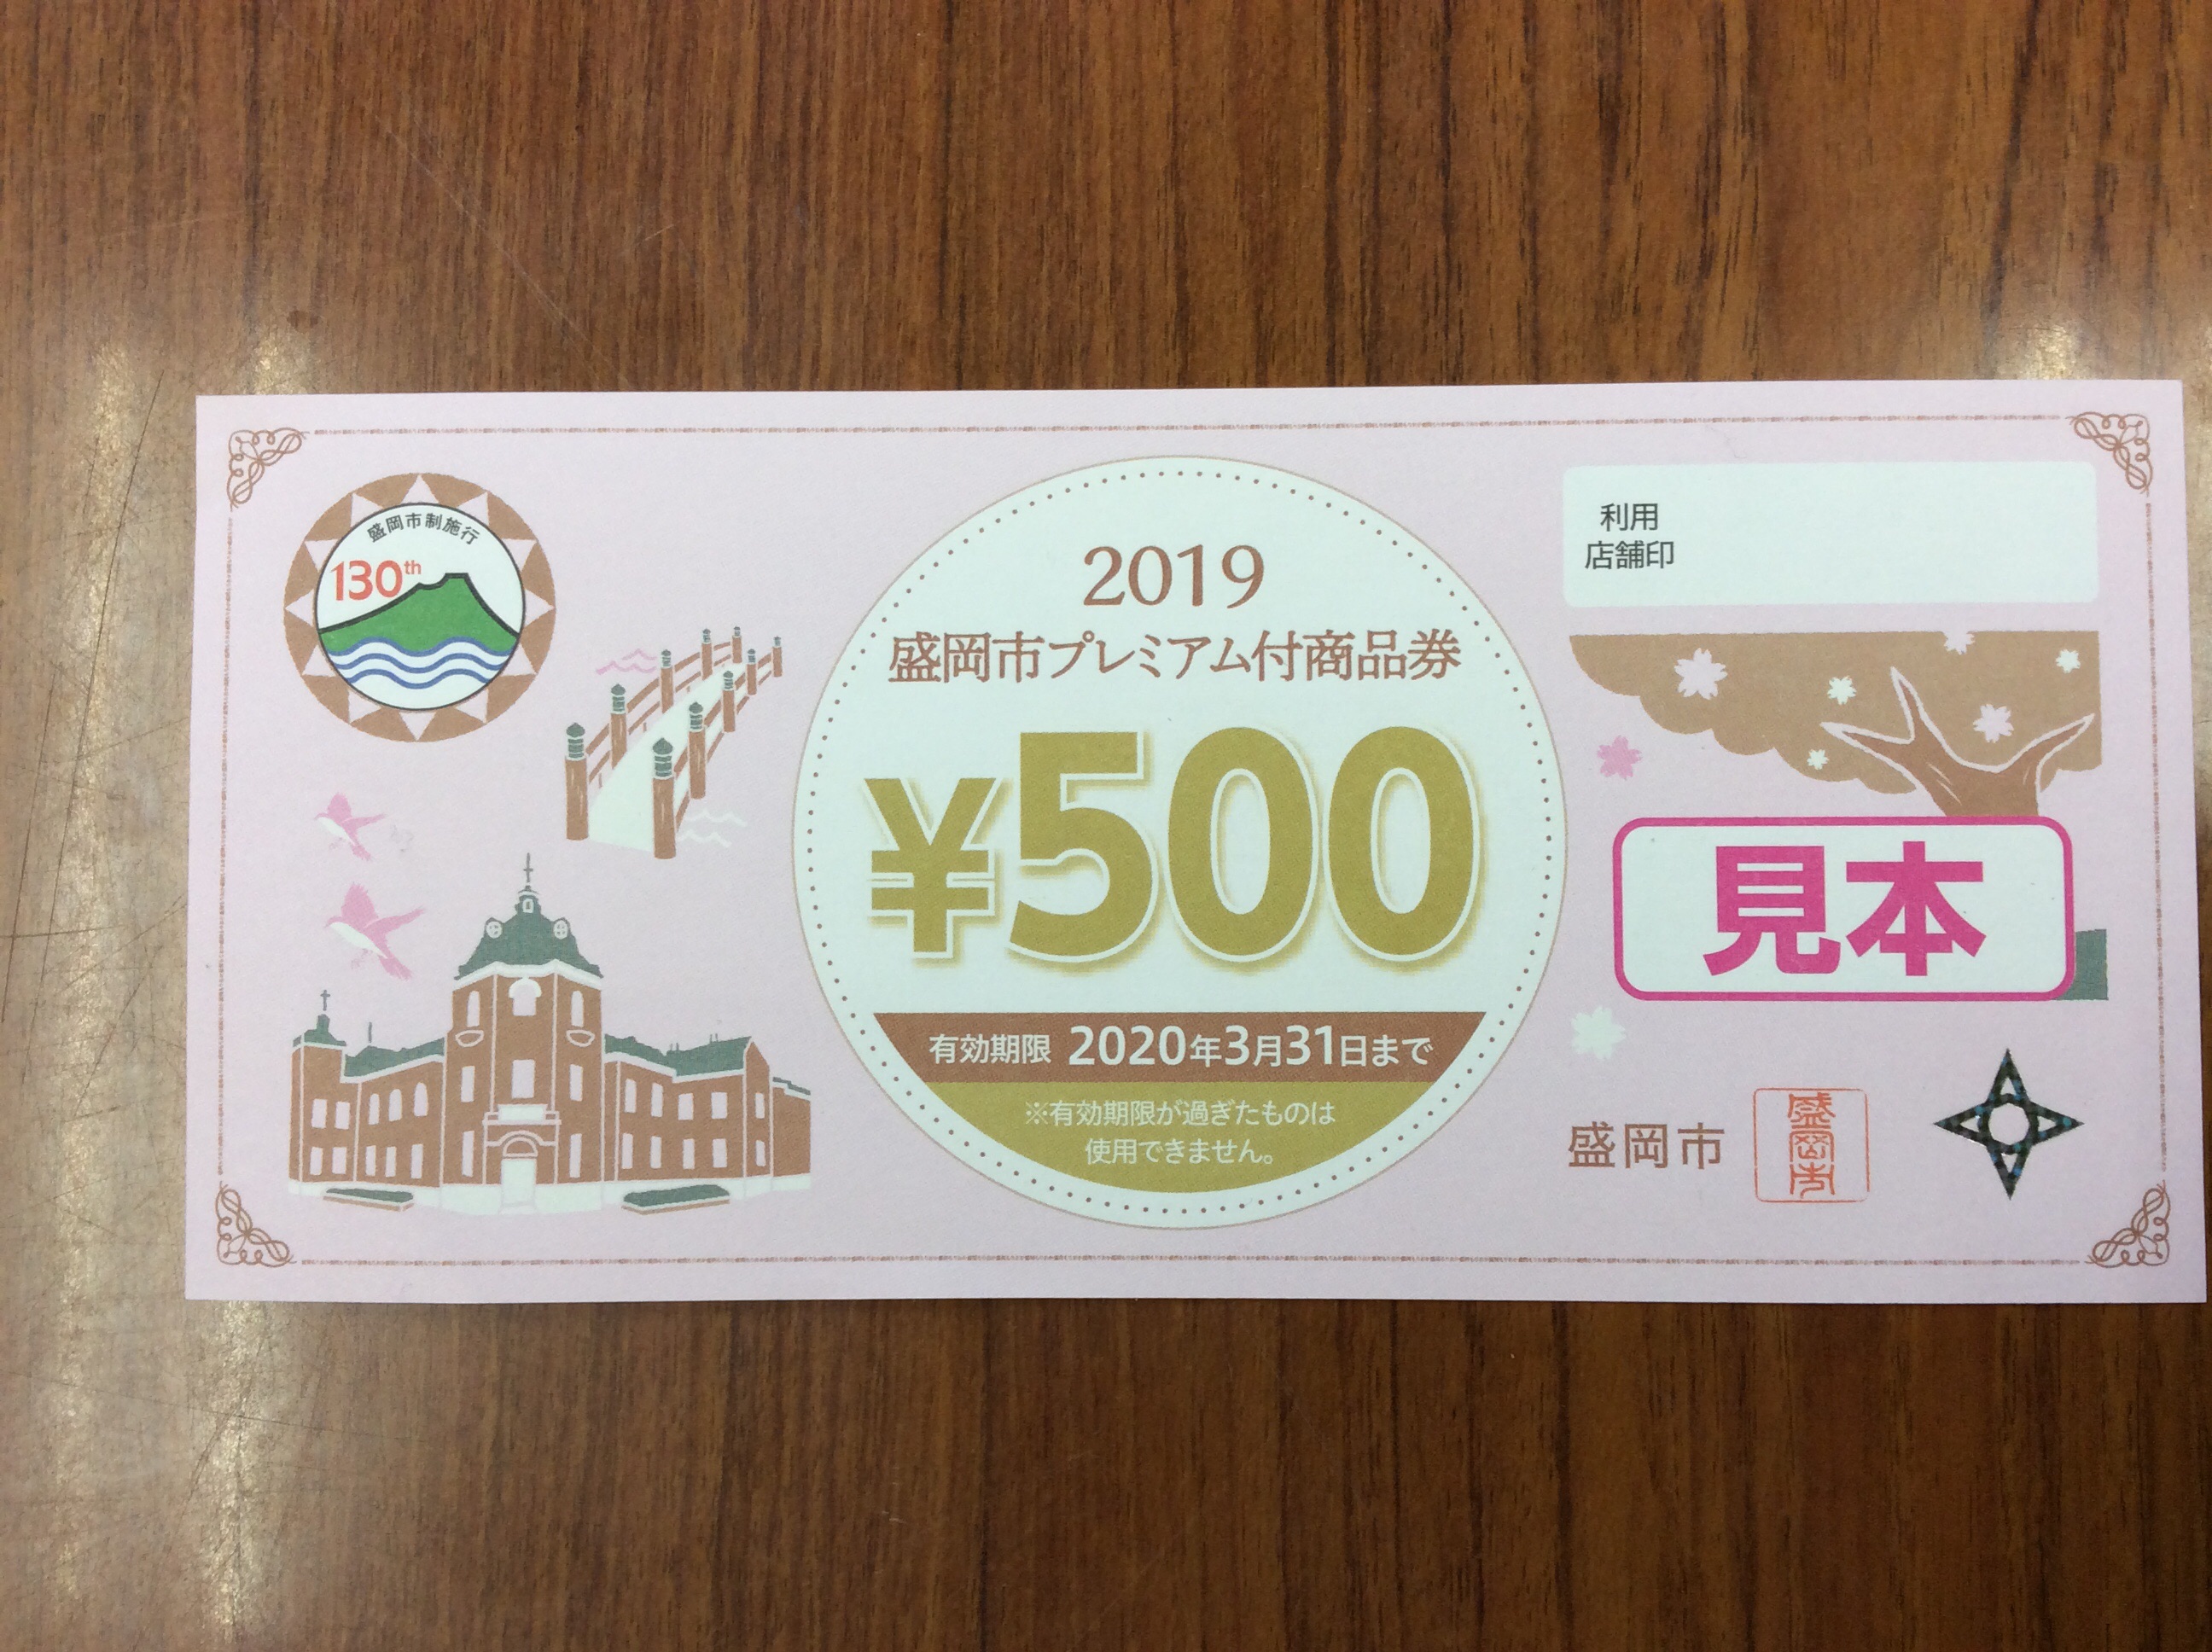 盛岡市制施行
130th
2019
盛岡市プレミアム付商品券
¥500
有効期限 2020年3月31日まで
※有効期限が過ぎたものは
使用できません。
利用
店舗印
見本
盛岡市
盛岡市